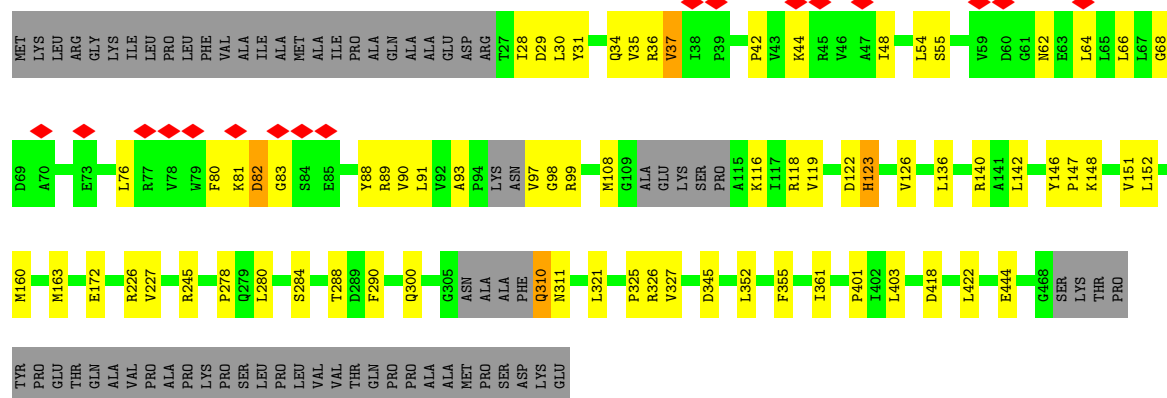 MET LYS LEU ARG GLY LYS ILE LEU PRO LEU PHE VAL ALA ILE ALA MET ALA ILE PRO ALA GLN ALA ALA GLU ASP ARG T27 I28 D29 L30 Y31 Q34 V35 R36 V37 I38 P39 P42 V43 K44 R45 V46 A47 I48 L54 S55 V59 D60 G61 N62 E63 L64 L65 L66 L67 G68
D69 A70 E73 L76 R77 V78 W79 F80 K81 D82 G83 S84 E85 Y88 R89 V90 L91 V92 A93 P94 LYS ASN V97 G98 R99 M108 G109 ALA GLU LYS SER PRO A115 K116 I117 R118 V119 D122 H123 V126 L136 R140 A141 L142 Y146 P147 K148 V151 L152
M160 M163 E172 R226 V227 R245 P278 Q279 L280 S284 T288 D289 F290 Q300 G305 ASN ALA ALA PHE Q310 N311 L321 P325 R326 V327 D345 L352 F355 I361 P401 I402 L403 D418 L422 E444 G468 SER LYS THR PRO
TYR PRO GLU THR GLN ALA VAL PRO ALA PRO LYS PRO SER LEU PRO LEU VAL VAL THR GLN PRO PRO ALA ALA MET PRO SER ASP LYS GLU